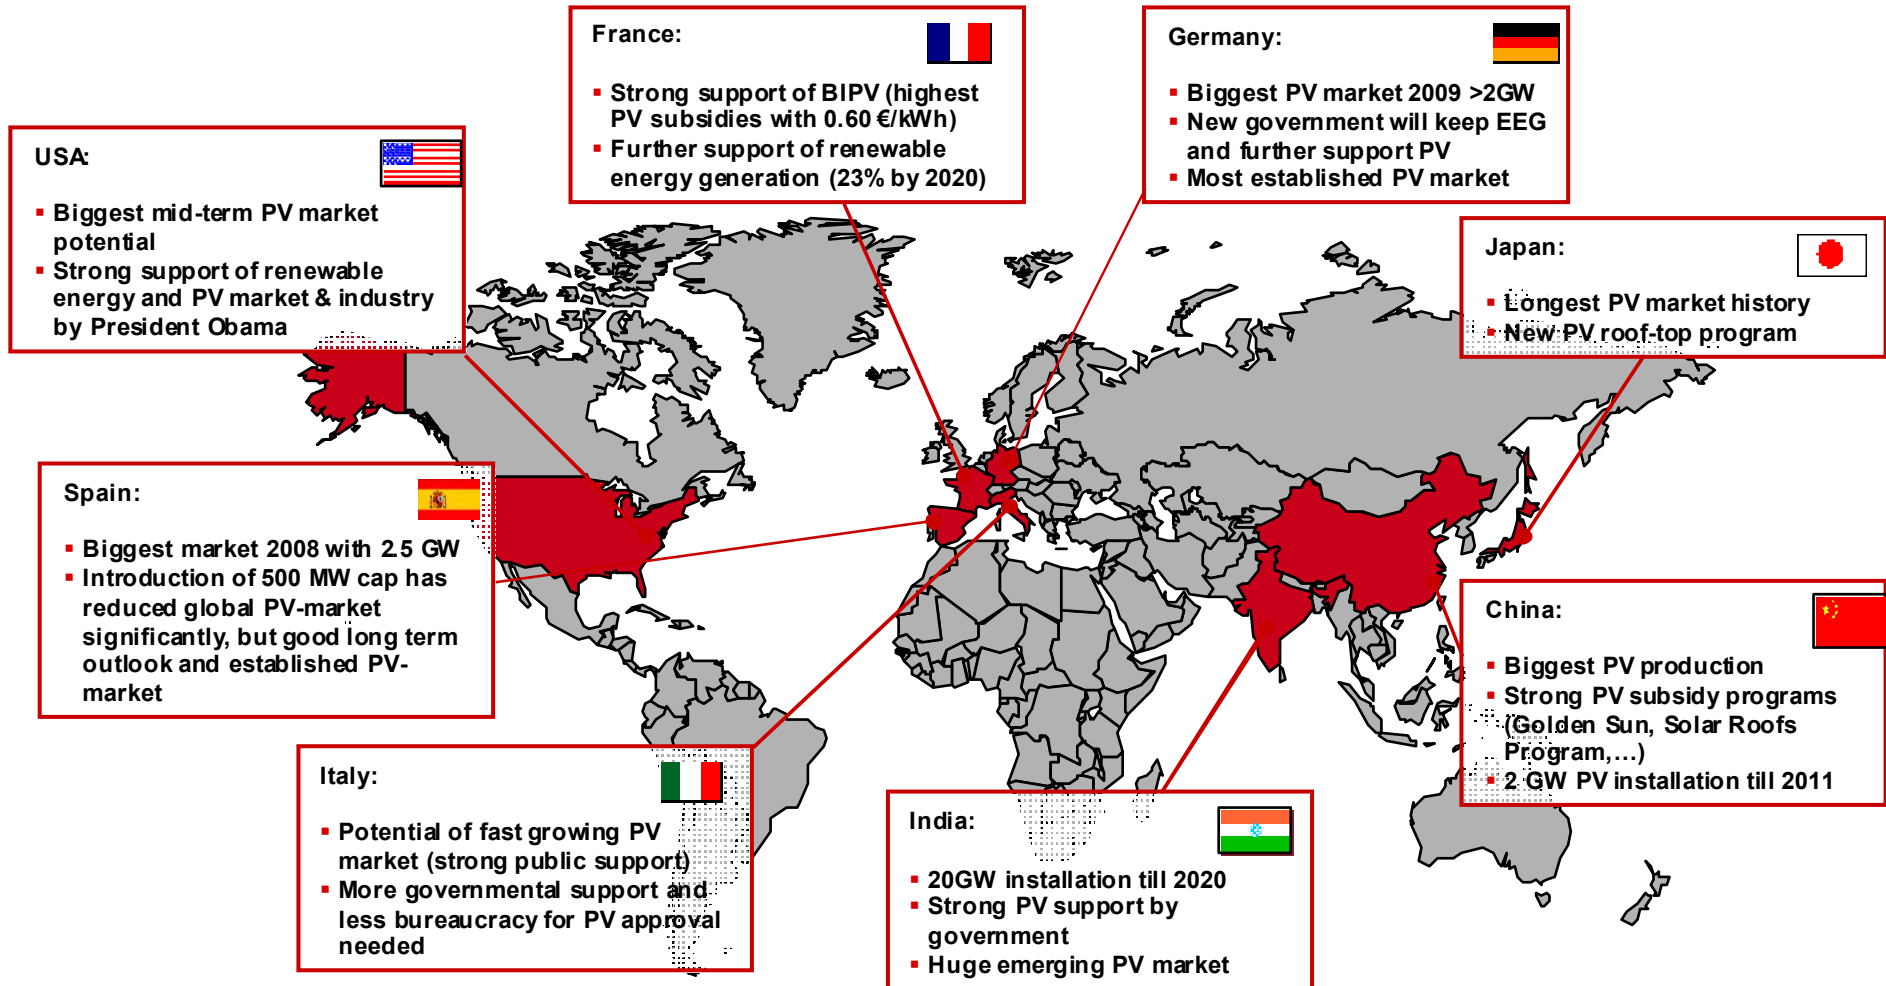 France:
Strong support of BIPV (highest
PV subsidies with 0.60 €/kWh)
Further support of renewable
energy generation (23% by 2020)
Germany:
Biggest PV market 2009 >2GW
New government will keep EEG
and further support PV
Most established PV market
USA:
Biggest mid-term PV market
potential
Strong support of renewable
energy and PV market & industry
by President Obama
Japan:
Longest PV market history
New PV roof-top program
Spain:
Biggest market 2008 with 2.5 GW
Introduction of 500 MW cap has
reduced global PV-market
significantly, but good long term
outlook and established PV-
market
China:
Biggest PV production
Strong PV subsidy programs
(Golden Sun, Solar Roofs
Program,…)
2 GW PV installation till 2011
Italy:
Potential of fast growing PV
market (strong public support)
More governmental support and
less bureaucracy for PV approval
needed
India:
20GW installation till 2020
Strong PV support by
government
Huge emerging PV market